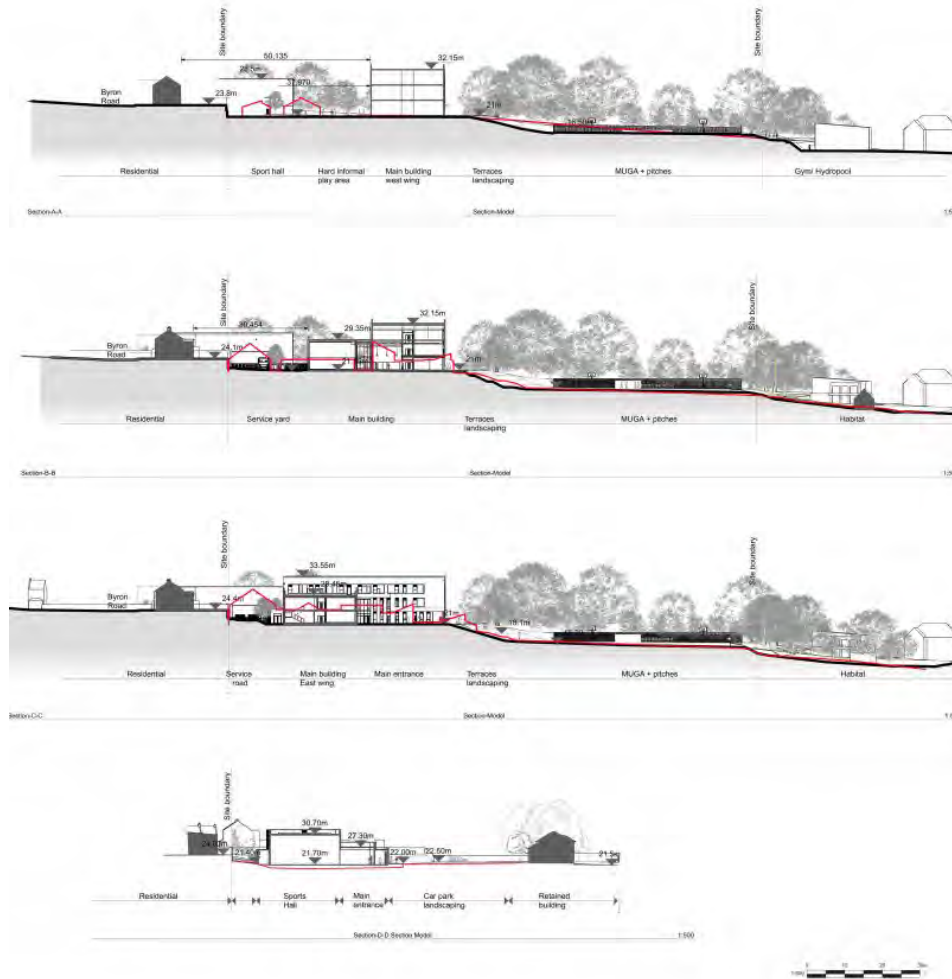 Site boundary
Site boundary
50,135
32.15m
37,970
Byron
Road
23.8m
21m
Residential
Sport hall
Hard informal
play area
Main building
west wing
Terraces
landscaping
MUGA + pitches
Gym/ Hydropool
Section-A-A
Section-Model
Site boundary
Site boundary
32.15m
30,454
29.35m
Byron
Road
24.1m
21m
Residential
Service yard
Main building
Terraces
landscaping
MUGA + pitches
Habitat
Section-B-B
Section-Model
Site boundary
Site boundary
33.55m
Byron
Road
24.4m
Residential
Service
road
Main building
East wing
Main entrance
Terraces
landscaping
MUGA + pitches
Habitat
Section-Model
Site boundary
30.70m
27.30m
21.70m
22.00m
22.50m
Residential
Sports
Hall
Main
entrance
Car park
landscaping
Retained
building
Section-D-D Section Model
1:500